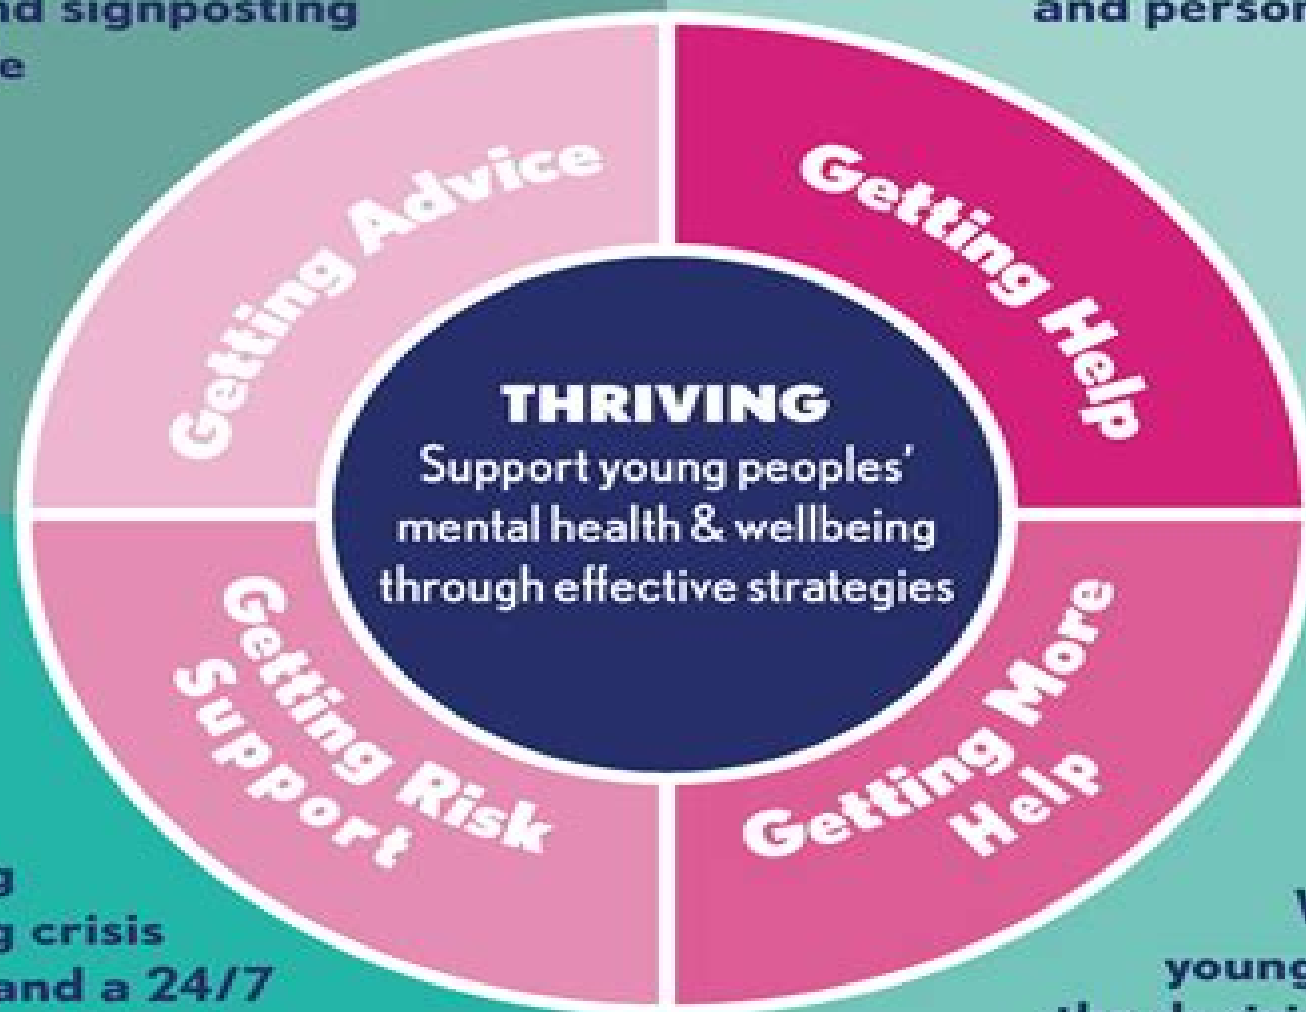 nd signposting
e
and person
Getting Advice
Getting Help
THRIVING
Support young peoples'
mental health & wellbeing
through effective strategies
Getting Risk
Support
Getting More
Help
g
g crisis
and a 24/7
young